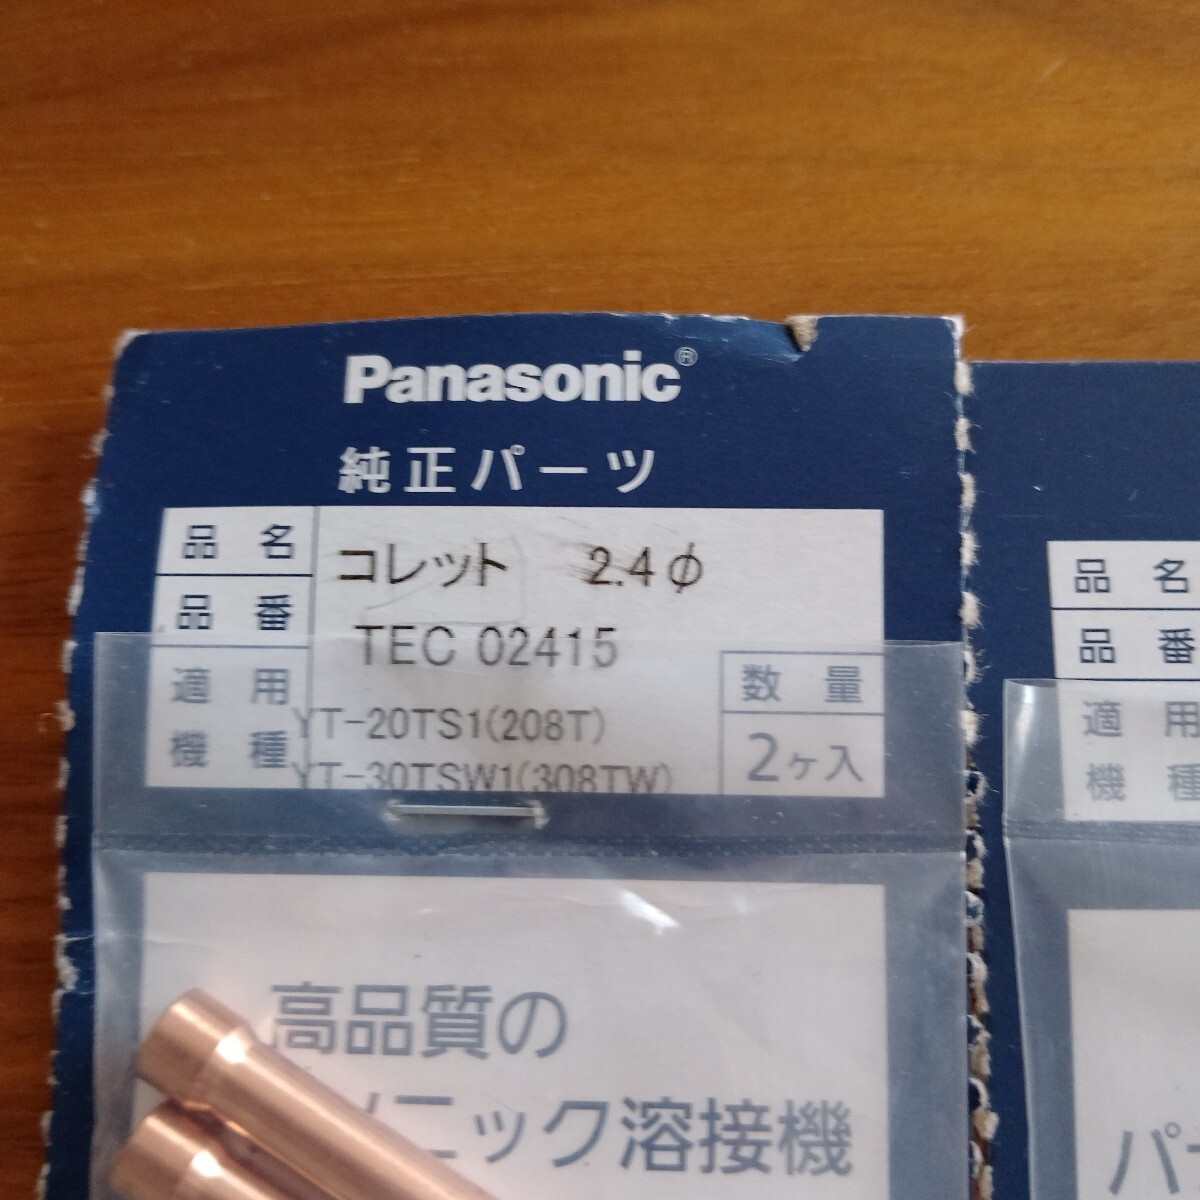 Panasonic®
純正パーツ
品名 コレット 2.4φ
品番 TEC 02415
適用機種 YT-20TS1(208T)
YT-30TSW1(308TW)
数量
2ヶ入
高品質の
ソニック溶接機
品名
品番
適用
機種
パ